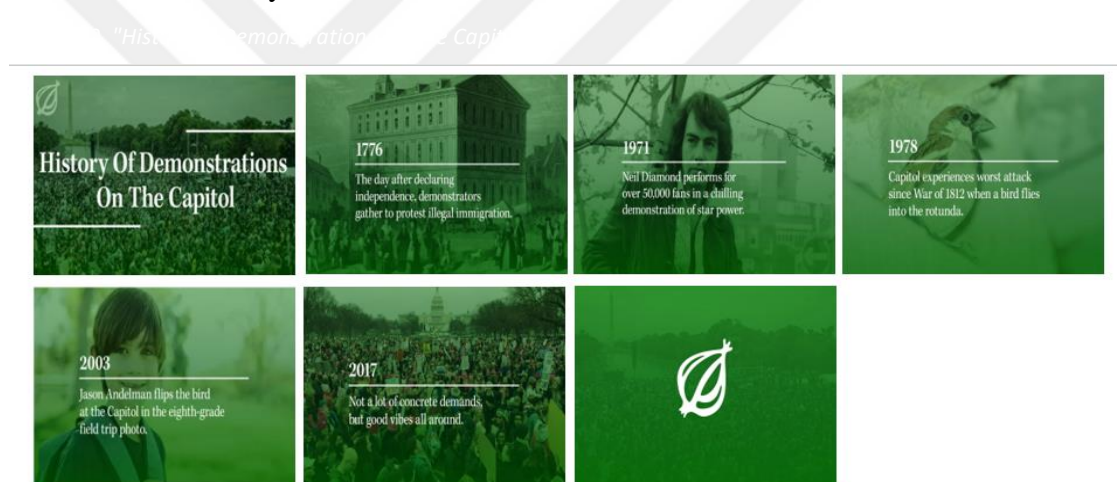 History Of Demonstrations
On The Capitol
1776
The day after declaring
independence, demonstrators
gather to protest illegal immigration.
1971
Neil Diamond performs for
over 50,000 fans in a chilling
demonstration of star power.
1978
Capitol experiences worst attack
since War of 1812 when a bird flies
into the rotunda.
2003
Jason Andelman flips the bird
at the Capitol in the eighth-grade
field trip photo.
2017
Not a lot of concrete demands,
but good vibes all around.